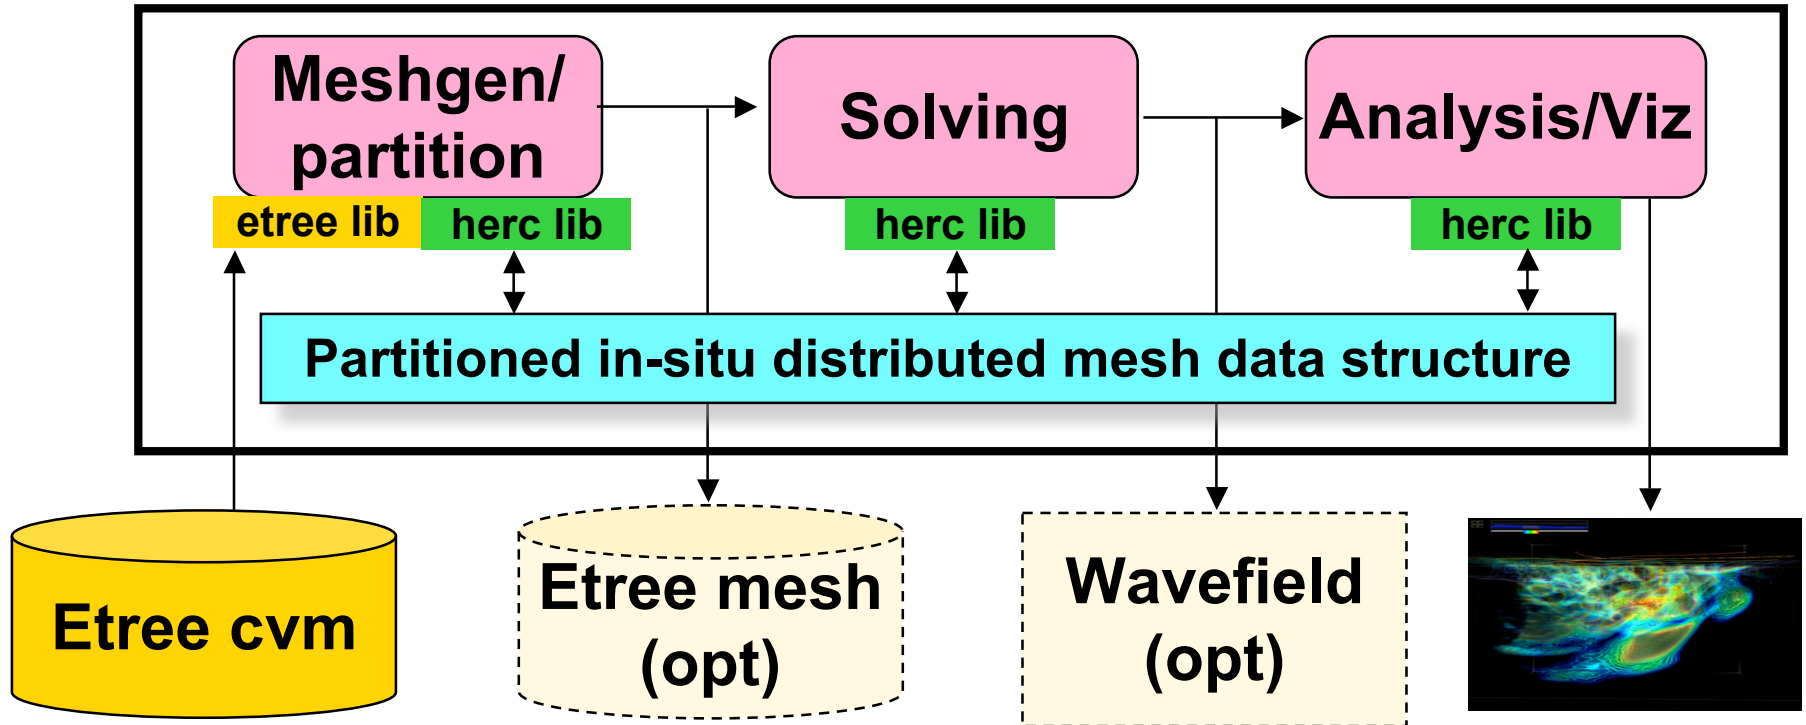 Meshgen/
partition
Solving
Analysis/Viz
etree lib
herc lib
herc lib
herc lib
Partitioned in-situ distributed mesh data structure
Etree cvm
Etree mesh
(opt)
Wavefield
(opt)